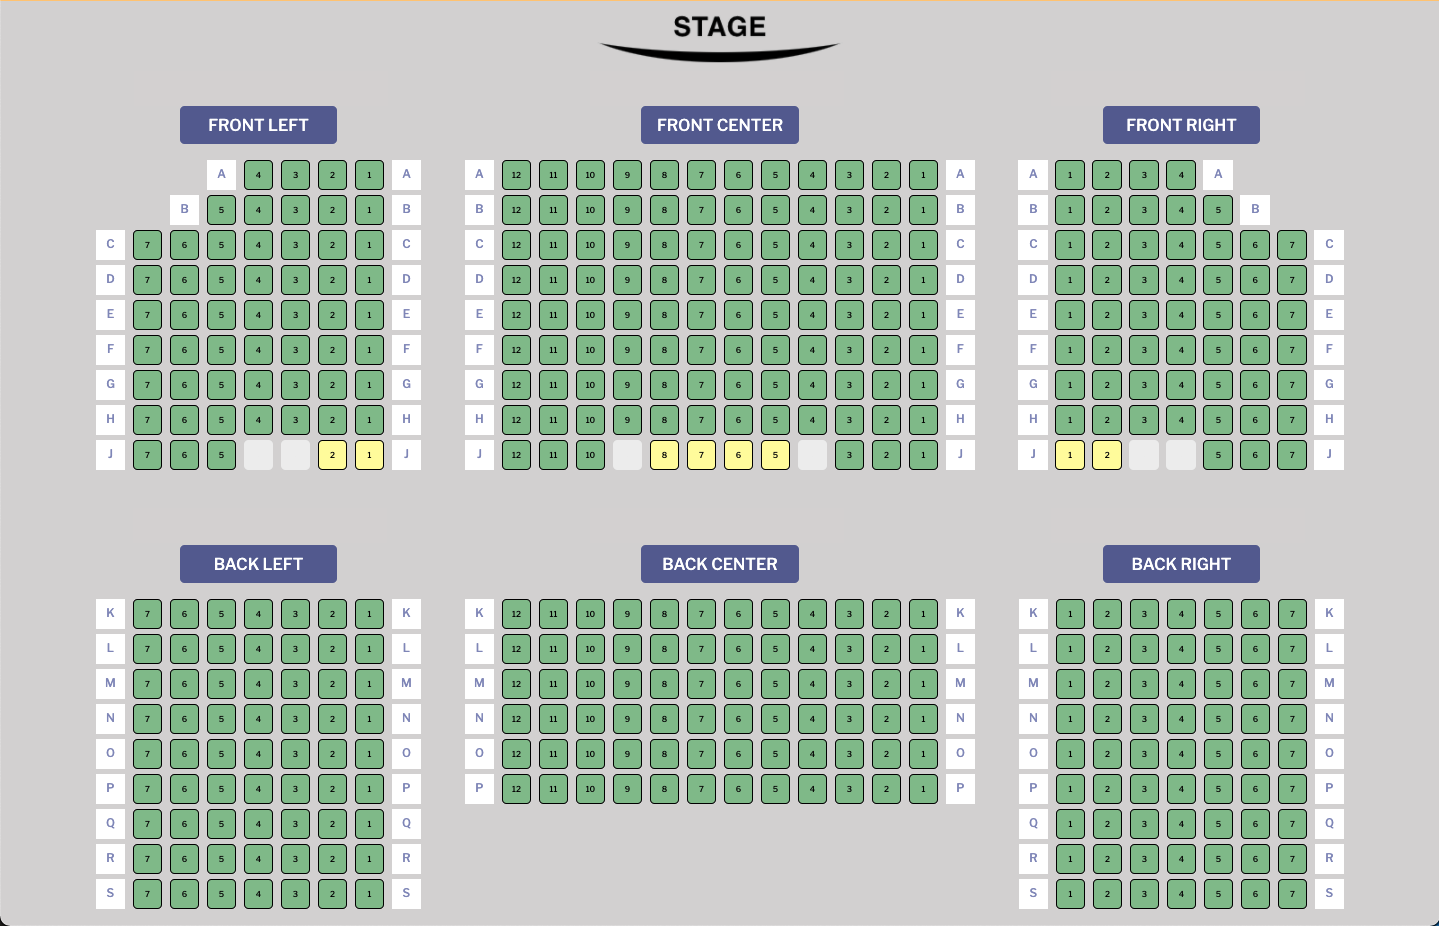 STAGE
FRONT LEFT FRONT CENTER FRONT RIGHT
A 4 3 2 1 A A 12 11 10 9 8 7 6 5 4 3 2 1 A A 1 2 3 4 A
B 5 4 3 2 1 B B 12 11 10 9 8 7 6 5 4 3 2 1 B B 1 2 3 4 5 B
C 7 6 5 4 3 2 1 C C 12 11 10 9 8 7 6 5 4 3 2 1 C C 1 2 3 4 5 6 7 C
D 7 6 5 4 3 2 1 D D 12 11 10 9 8 7 6 5 4 3 2 1 D D 1 2 3 4 5 6 7 D
E 7 6 5 4 3 2 1 E E 12 11 10 9 8 7 6 5 4 3 2 1 E E 1 2 3 4 5 6 7 E
F 7 6 5 4 3 2 1 F F 12 11 10 9 8 7 6 5 4 3 2 1 F F 1 2 3 4 5 6 7 F
G 7 6 5 4 3 2 1 G G 12 11 10 9 8 7 6 5 4 3 2 1 G G 1 2 3 4 5 6 7 G
H 7 6 5 4 3 2 1 H H 12 11 10 9 8 7 6 5 4 3 2 1 H H 1 2 3 4 5 6 7 H
J 7 6 5 2 1 J J 12 11 10 8 7 6 5 3 2 1 J J 1 2 5 6 7 J
BACK LEFT BACK CENTER BACK RIGHT
K 7 6 5 4 3 2 1 K K 12 11 10 9 8 7 6 5 4 3 2 1 K K 1 2 3 4 5 6 7 K
L 7 6 5 4 3 2 1 L L 12 11 10 9 8 7 6 5 4 3 2 1 L L 1 2 3 4 5 6 7 L
M 7 6 5 4 3 2 1 M M 12 11 10 9 8 7 6 5 4 3 2 1 M M 1 2 3 4 5 6 7 M
N 7 6 5 4 3 2 1 N N 12 11 10 9 8 7 6 5 4 3 2 1 N N 1 2 3 4 5 6 7 N
O 7 6 5 4 3 2 1 O O 12 11 10 9 8 7 6 5 4 3 2 1 O O 1 2 3 4 5 6 7 O
P 7 6 5 4 3 2 1 P P 12 11 10 9 8 7 6 5 4 3 2 1 P P 1 2 3 4 5 6 7 P
Q 7 6 5 4 3 2 1 Q Q 1 2 3 4 5 6 7 Q
R 7 6 5 4 3 2 1 R R 1 2 3 4 5 6 7 R
S 7 6 5 4 3 2 1 S S 1 2 3 4 5 6 7 S